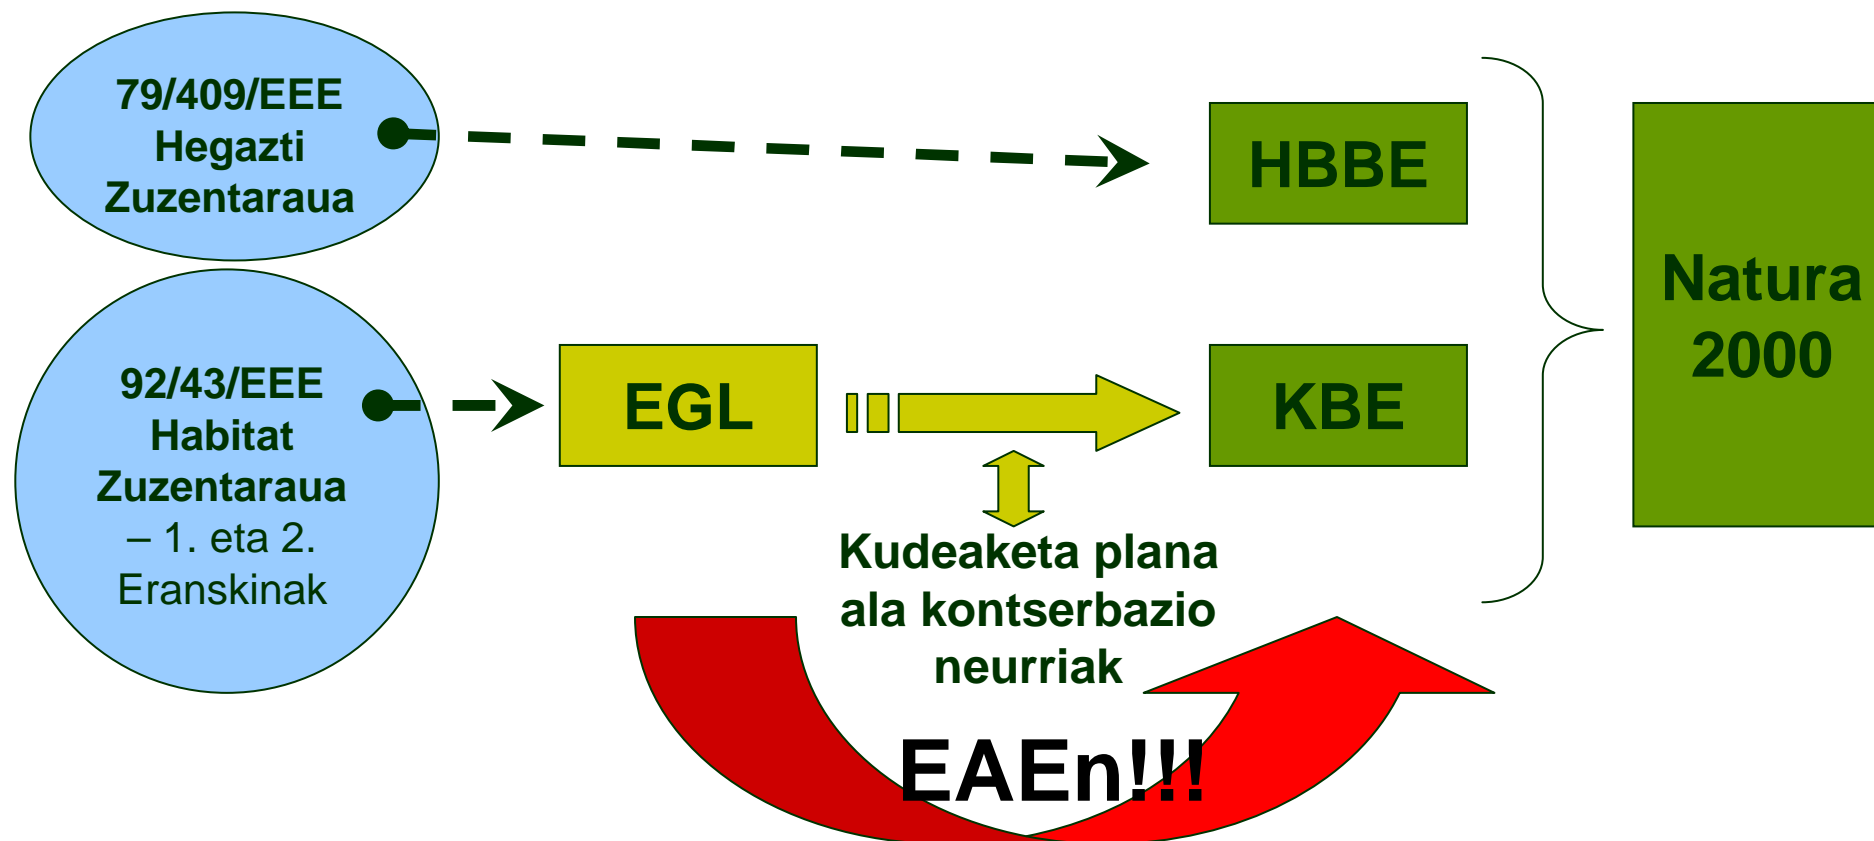 79/409/EEE
Hegazti
Zuzentaraua
HBBE
Natura
2000
92/43/EEE
Habitat
Zuzentaraua
– 1. eta 2.
Eranskinak
EGL
KBE
Kudeaketa plana
ala kontserbazio
neurriak
EAEn!!!